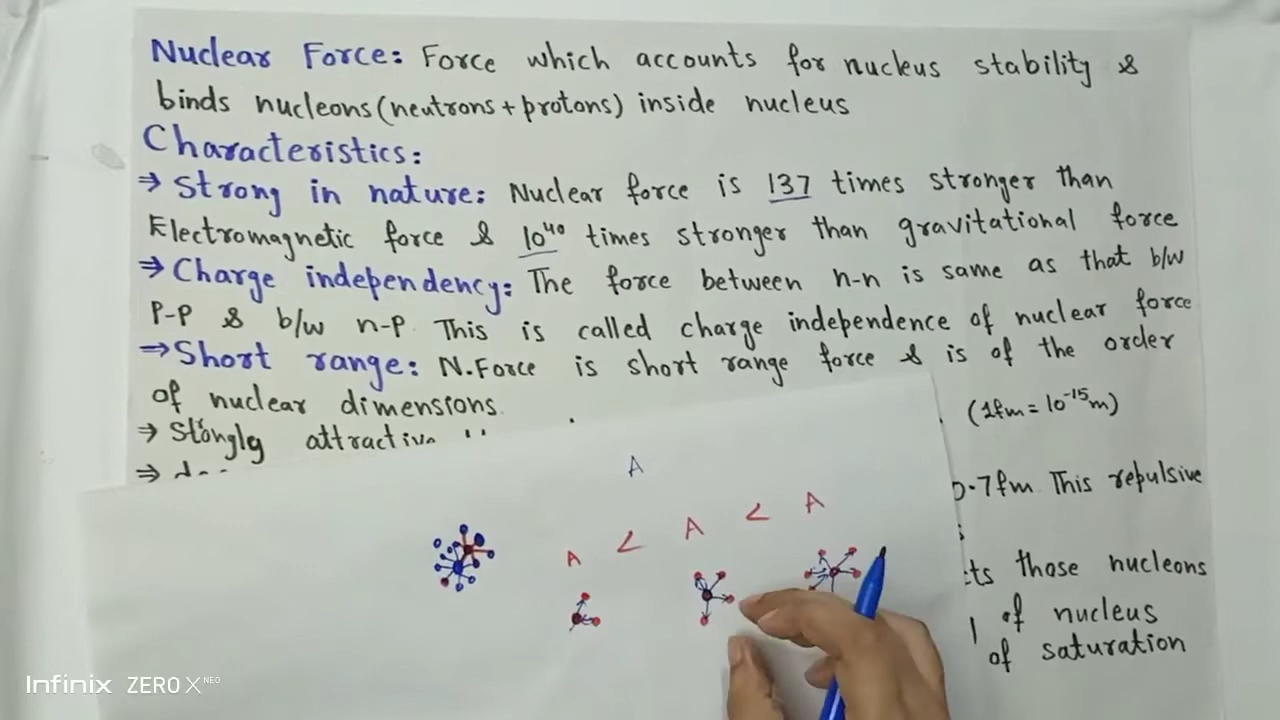 Nuclear Force: Force which accounts for nucleus stability &
binds nucleons (neutrons + protons) inside nucleus
Characteristics:
⇒ Strong in nature: Nuclear force is 137 times stronger than
Electromagnetic force & 10⁴⁰ times stronger than gravitational force
⇒ Charge independency: The force between n-n is same as that b/w
P-P & b/w n-P This is called charge independence of nuclear force
⇒ Short range: N.Force is short range force & is of the order
of nuclear dimensions. (1fm = 10⁻¹⁵m)
⇒ Stongly attractive
0.7fm This repulsive
those nucleons
of nucleus
of saturation
A
A < A < A
Infinix ZERO X NEO